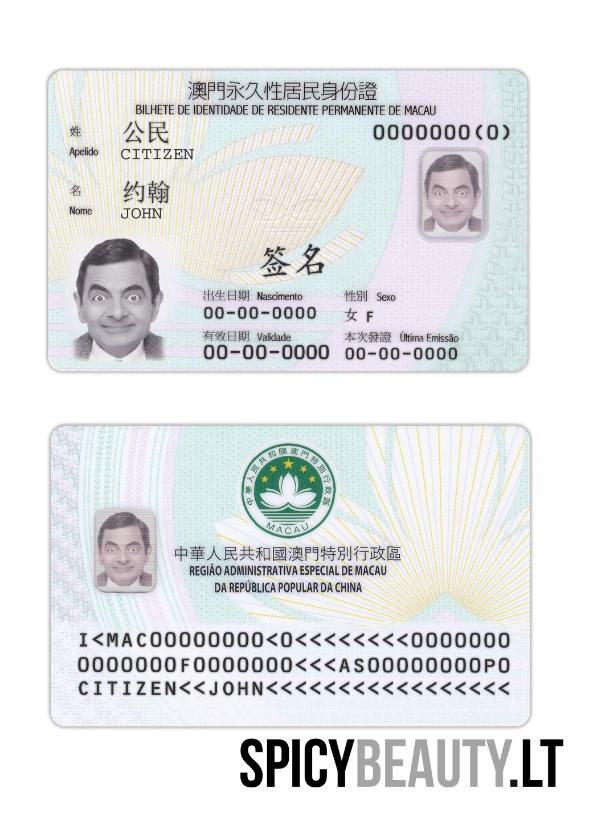 澳門永久性居民身份證
BILHETE DE IDENTIDADE DE RESIDENTE PERMANENTE DE MACAU
姓 公民 0000000(0)
Apelido CITIZEN
名 约翰
Nome JOHN
签名
出生日期 Nascimento 性別 Sexo
00-00-0000 女 F
有效日期 Validade 本次發證 Última Emissão
00-00-0000 00-00-0000
中華人民共和國澳門特別行政區
MACAU
中華人民共和國澳門特別行政區
REGIÃO ADMINISTRATIVA ESPECIAL DE MACAU
DA REPÚBLICA POPULAR DA CHINA
I<MAC00000000<0<<<<<<<<0000000
0000000F0000000<<<AS00000000P0
CITIZEN<<JOHN<<<<<<<<<<<<<<<<<
SPICYBEAUTY.LT